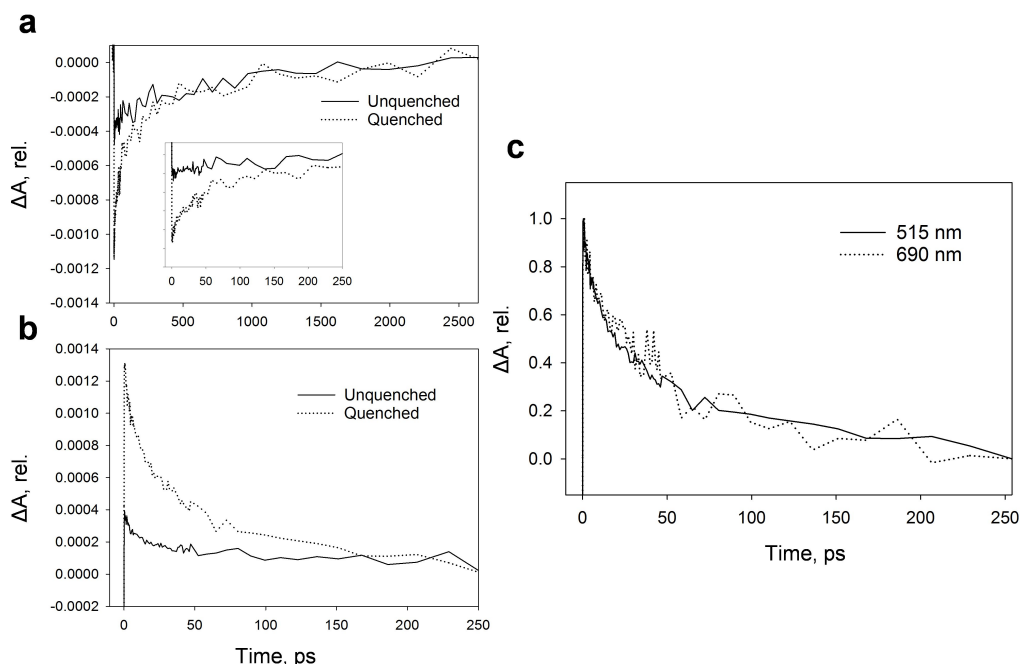 a
0.0000
-0.0002
-0.0004
-0.0006
-0.0008
-0.0010
-0.0012
-0.0014
ΔA, rel.
Unquenched
Quenched
0 50 100 150 200 250
0 500 1000 1500 2000 2500
b
0.0014
0.0012
0.0010
0.0008
0.0006
0.0004
0.0002
0.0000
-0.0002
ΔA, rel.
Unquenched
Quenched
0 50 100 150 200 250
Time, ps
c
1.0
0.8
0.6
0.4
0.2
0.0
ΔA, rel.
515 nm
690 nm
0 50 100 150 200 250
Time, ps